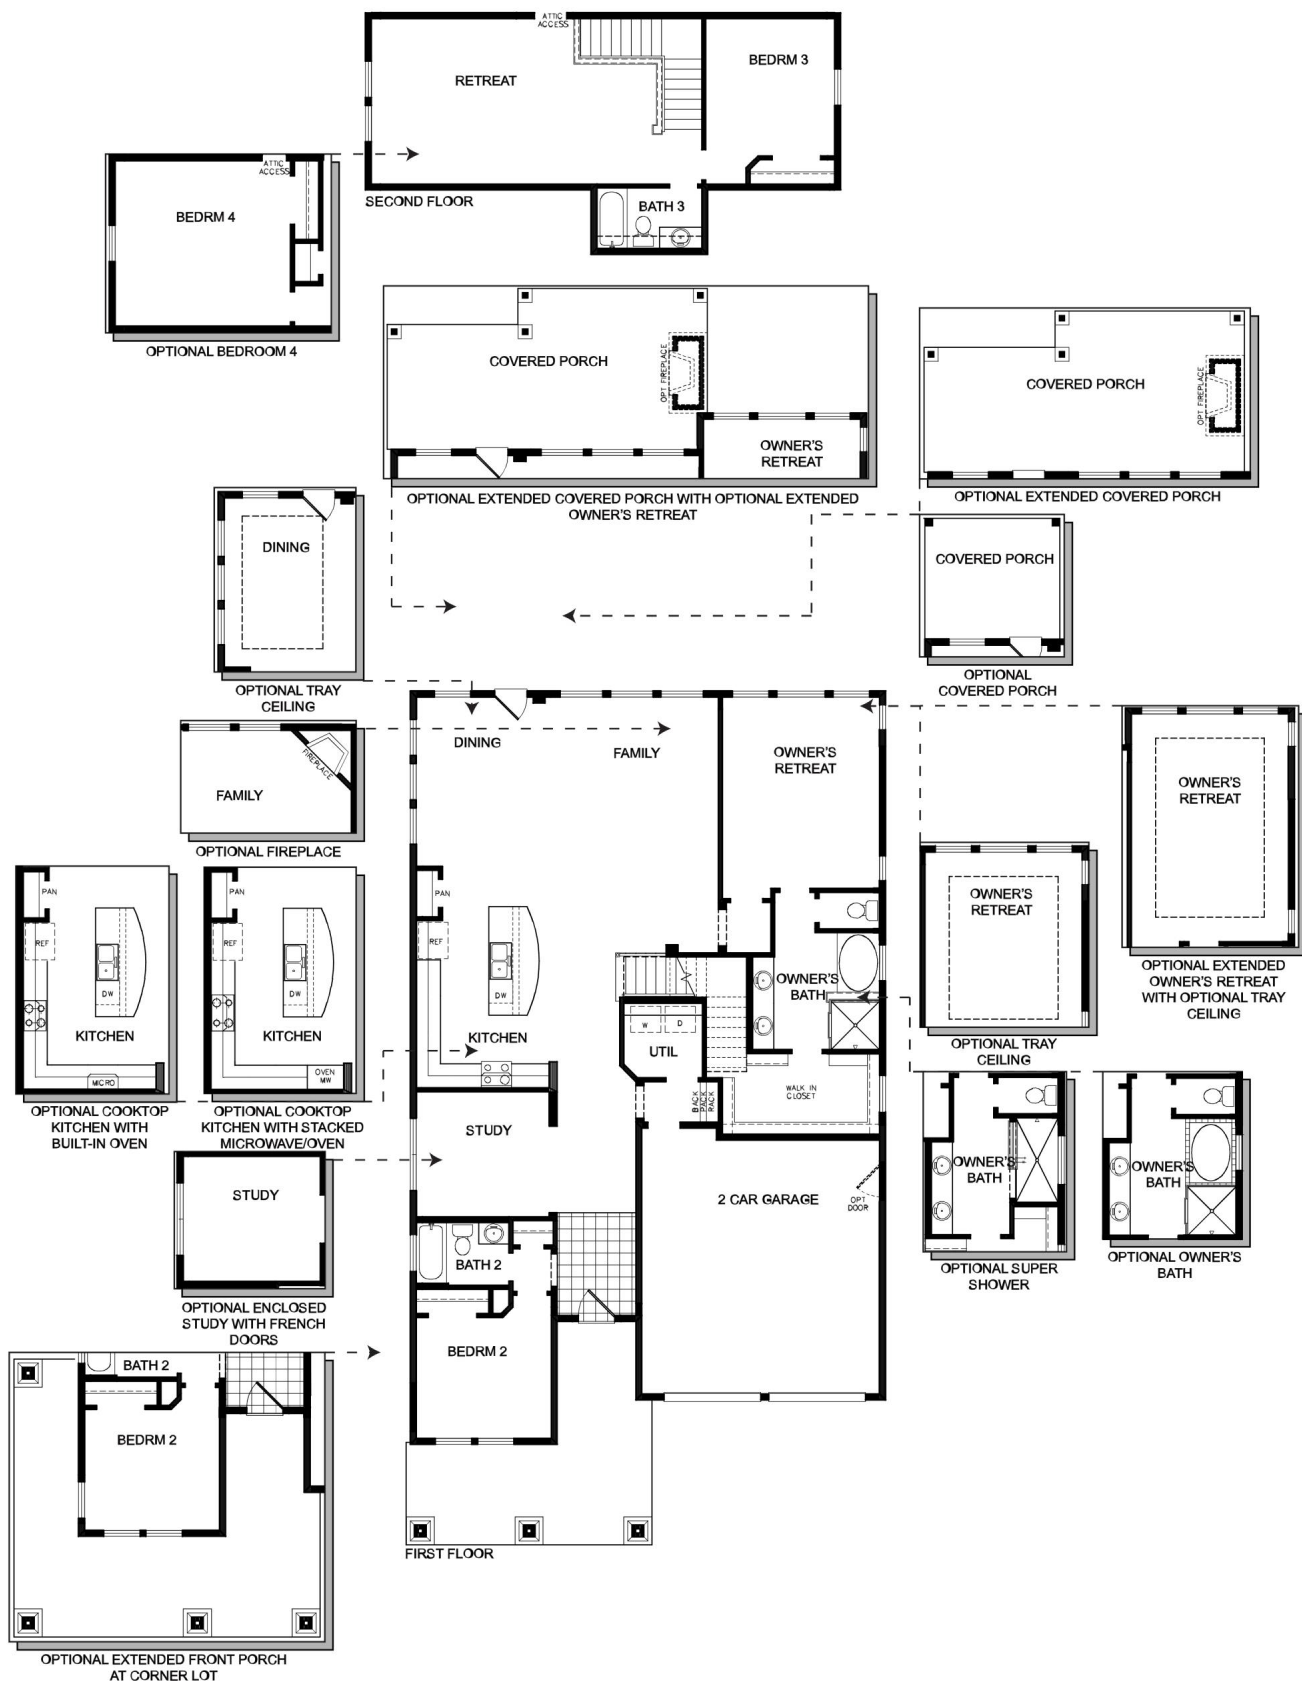 ATTIC
ACCESS
RETREAT
BEDRM 3
BATH 3
SECOND FLOOR
ATTIC
ACCESS
BEDRM 4
OPTIONAL BEDROOM 4
COVERED PORCH
OPT FIREPLACE
OWNER'S
RETREAT
OPTIONAL EXTENDED COVERED PORCH WITH OPTIONAL EXTENDED
OWNER'S RETREAT
COVERED PORCH
OPT FIREPLACE
OPTIONAL EXTENDED COVERED PORCH
DINING
OPTIONAL TRAY
CEILING
COVERED PORCH
OPTIONAL
COVERED PORCH
FAMILY
FIREPLACE
OPTIONAL FIREPLACE
DINING
FAMILY
OWNER'S
RETREAT
OWNER'S
RETREAT
OPTIONAL TRAY
CEILING
OWNER'S
RETREAT
OPTIONAL EXTENDED
OWNER'S RETREAT
WITH OPTIONAL TRAY
CEILING
PAN
REF
DW
KITCHEN
MICRO
OPTIONAL COOKTOP
KITCHEN WITH
BUILT-IN OVEN
PAN
REF
DW
KITCHEN
OVEN
MW
OPTIONAL COOKTOP
KITCHEN WITH STACKED
MICROWAVE/OVEN
PAN
REF
DW
KITCHEN
OWNER'S
BATH
W
D
UTIL
BACK
PACK
RACK
WALK IN
CLOSET
STUDY
2 CAR GARAGE
OPT
DOOR
BATH 2
BEDRM 2
FIRST FLOOR
STUDY
OPTIONAL ENCLOSED
STUDY WITH FRENCH
DOORS
OWNER'S
BATH
OPTIONAL SUPER
SHOWER
OWNER'S
BATH
OPTIONAL OWNER'S
BATH
BATH 2
BEDRM 2
OPTIONAL EXTENDED FRONT PORCH
AT CORNER LOT